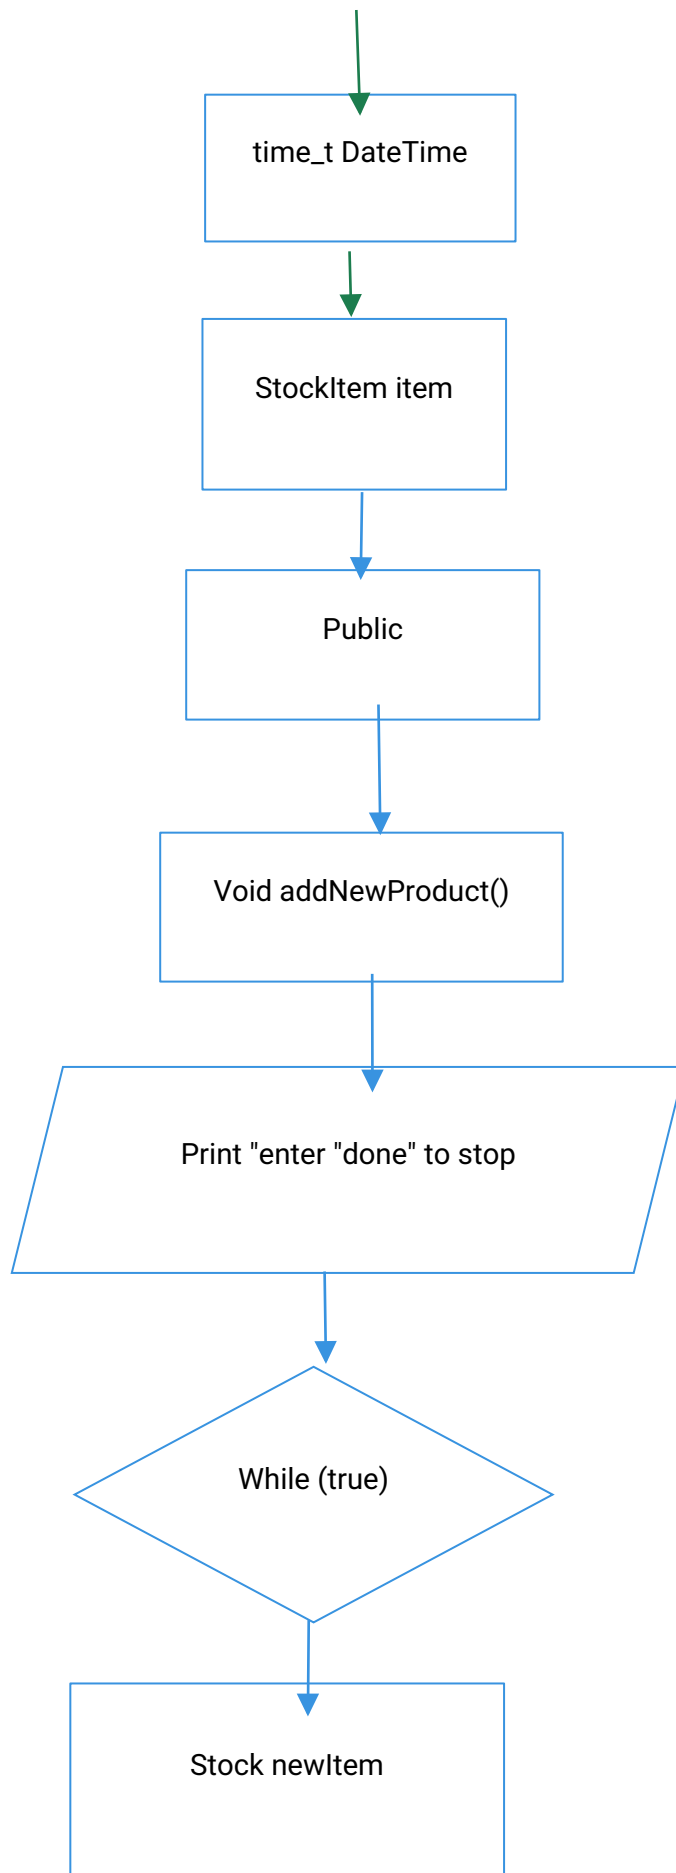 time_t DateTime
StockItem item
Public
Void addNewProduct()
Print "enter "done" to stop
While (true)
Stock newItem